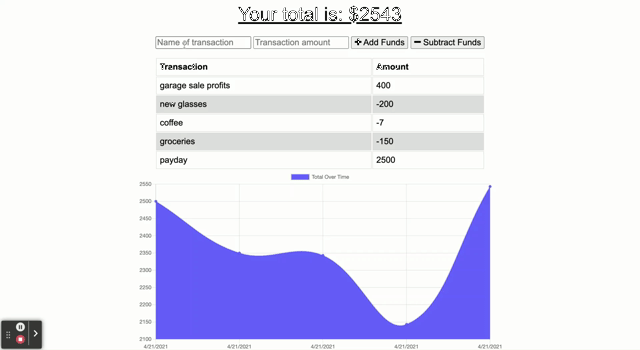 Your total is: $2543
Name of transaction Transaction amount + Add Funds − Subtract Funds
Transaction Amount
garage sale profits 400
new glasses -200
coffee -7
groceries -150
payday 2500
Total Over Time
2550
2500
2450
2400
2350
2300
2250
2200
2150
2100
4/21/2021 4/21/2021 4/21/2021 4/21/2021 4/21/2021